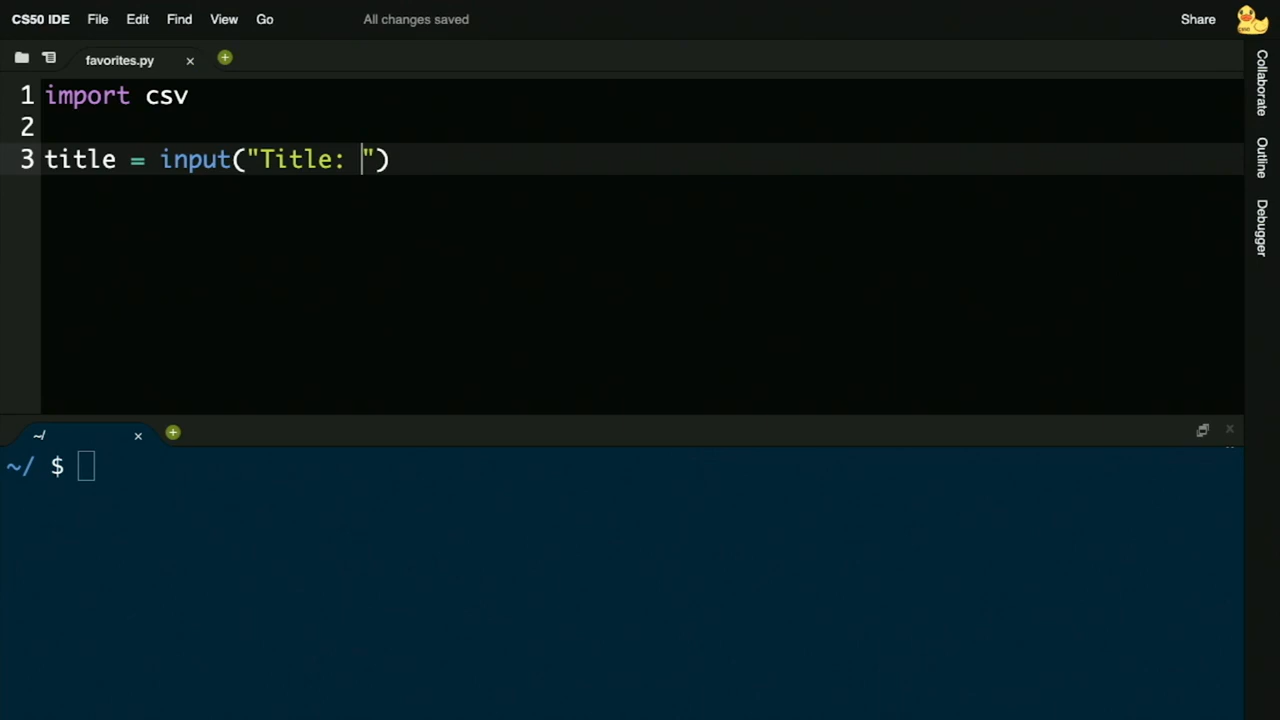 CS50 IDE File Edit Find View Go All changes saved Share
favorites.py
1 import csv
2
3 title = input("Title: ")
Collaborate
Outline
Debugger
~/
~/ $